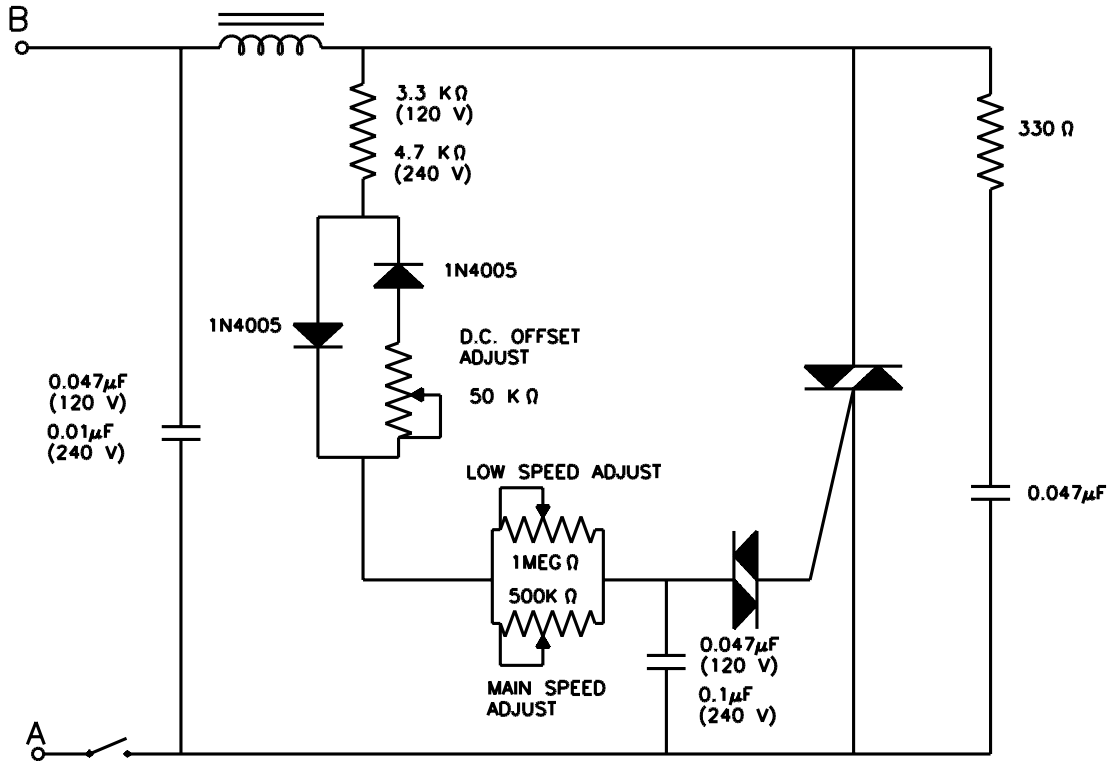 B
3.3 KΩ
(120 V)
4.7 KΩ
(240 V)
330 Ω
1N4005
1N4005
D.C. OFFSET
ADJUST
50 KΩ
0.047µF
(120 V)
0.01µF
(240 V)
LOW SPEED ADJUST
1MEG Ω
500K Ω
0.047µF
0.047µF
(120 V)
0.1µF
(240 V)
MAIN SPEED
ADJUST
A